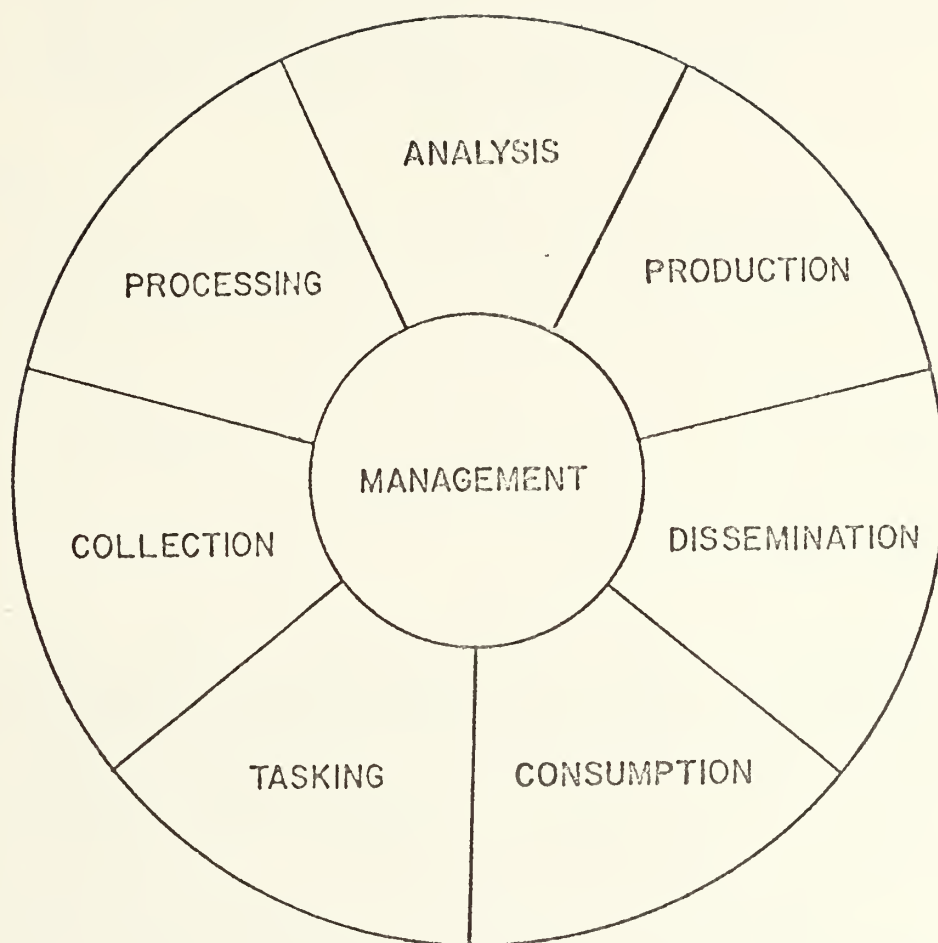 ANALYSIS
PRODUCTION
PROCESSING
MANAGEMENT
DISSEMINATION
COLLECTION
CONSUMPTION
TASKING